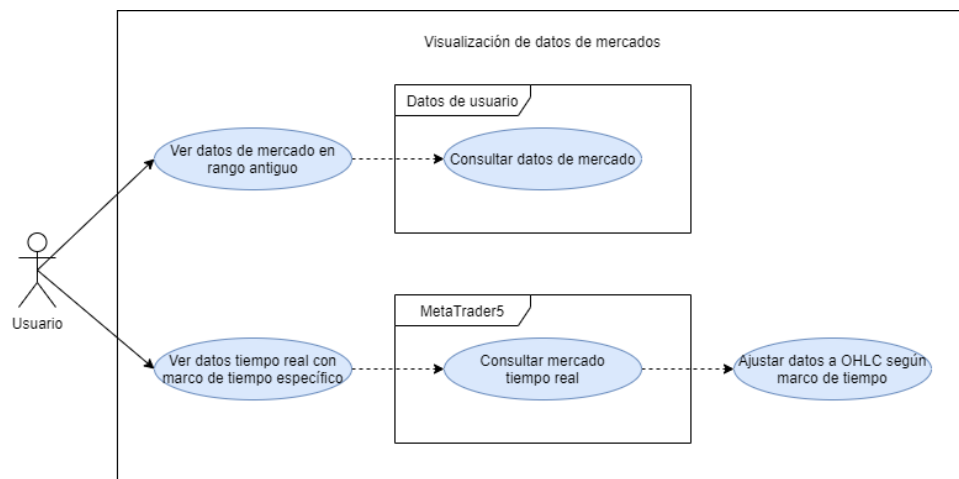 Visualización de datos de mercados
Datos de usuario
Ver datos de mercado en
rango antiguo
Consultar datos de mercado
Usuario
MetaTrader5
Ver datos tiempo real con
marco de tiempo específico
Consultar mercado
tiempo real
Ajustar datos a OHLC según
marco de tiempo